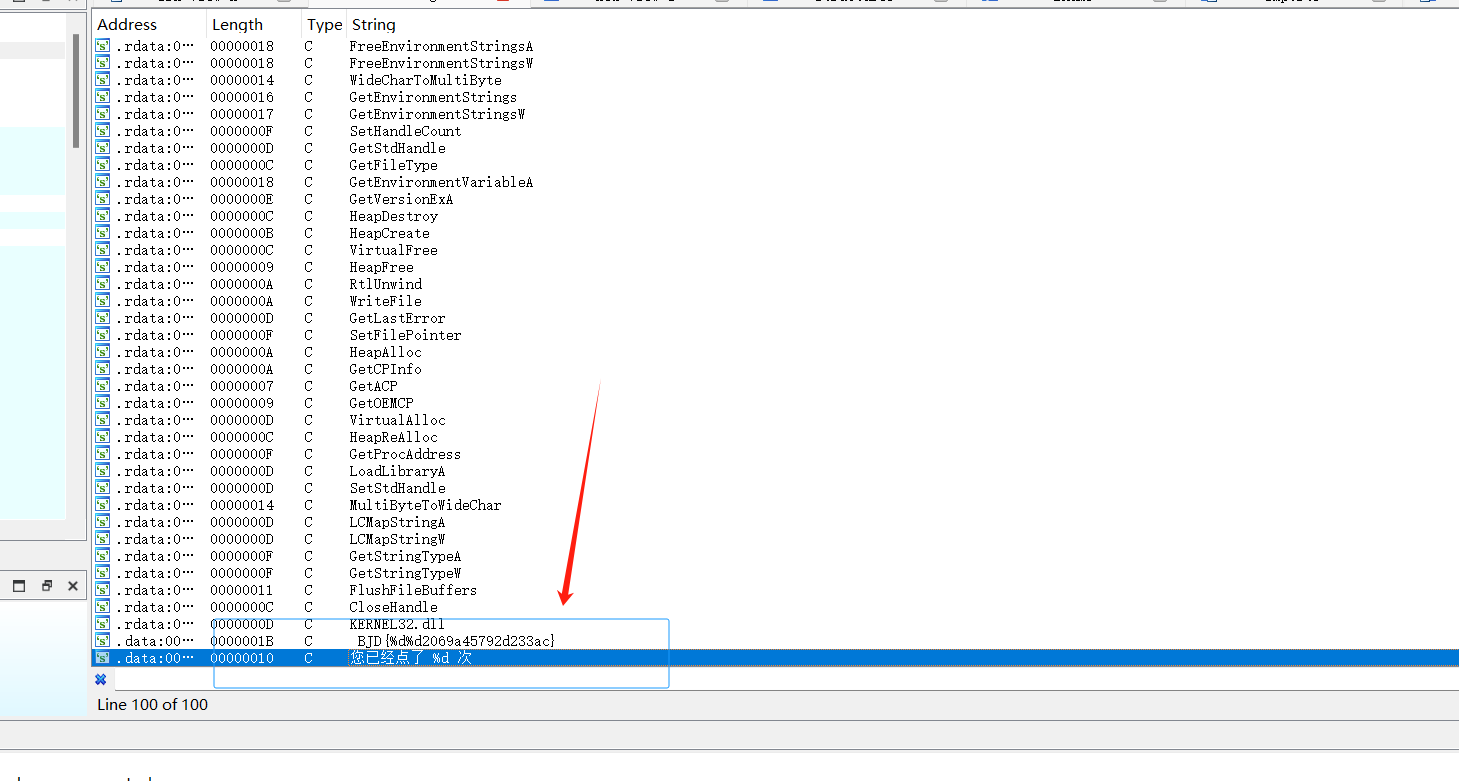 Address Length Type String
.rdata:0… 00000018 C FreeEnvironmentStringsA
.rdata:0… 00000018 C FreeEnvironmentStringsW
.rdata:0… 00000014 C WideCharToMultiByte
.rdata:0… 00000016 C GetEnvironmentStrings
.rdata:0… 00000017 C GetEnvironmentStringsW
.rdata:0… 0000000F C SetHandleCount
.rdata:0… 0000000D C GetStdHandle
.rdata:0… 0000000C C GetFileType
.rdata:0… 00000018 C GetEnvironmentVariableA
.rdata:0… 0000000E C GetVersionExA
.rdata:0… 0000000C C HeapDestroy
.rdata:0… 0000000B C HeapCreate
.rdata:0… 0000000C C VirtualFree
.rdata:0… 00000009 C HeapFree
.rdata:0… 0000000A C RtlUnwind
.rdata:0… 0000000A C WriteFile
.rdata:0… 0000000D C GetLastError
.rdata:0… 0000000F C SetFilePointer
.rdata:0… 0000000A C HeapAlloc
.rdata:0… 0000000A C GetCPInfo
.rdata:0… 00000007 C GetACP
.rdata:0… 00000009 C GetOEMCP
.rdata:0… 0000000D C VirtualAlloc
.rdata:0… 0000000C C HeapReAlloc
.rdata:0… 0000000F C GetProcAddress
.rdata:0… 0000000D C LoadLibraryA
.rdata:0… 0000000D C SetStdHandle
.rdata:0… 00000014 C MultiByteToWideChar
.rdata:0… 0000000D C LCMapStringA
.rdata:0… 0000000D C LCMapStringW
.rdata:0… 0000000F C GetStringTypeA
.rdata:0… 0000000F C GetStringTypeW
.rdata:0… 00000011 C FlushFileBuffers
.rdata:0… 0000000C C CloseHandle
.rdata:0… 0000000D C KERNEL32.dll
.data:00… 0000001B C BJD{%d%d2069a45792d233ac}
.data:00… 00000010 C 您已经点了 %d 次
Line 100 of 100